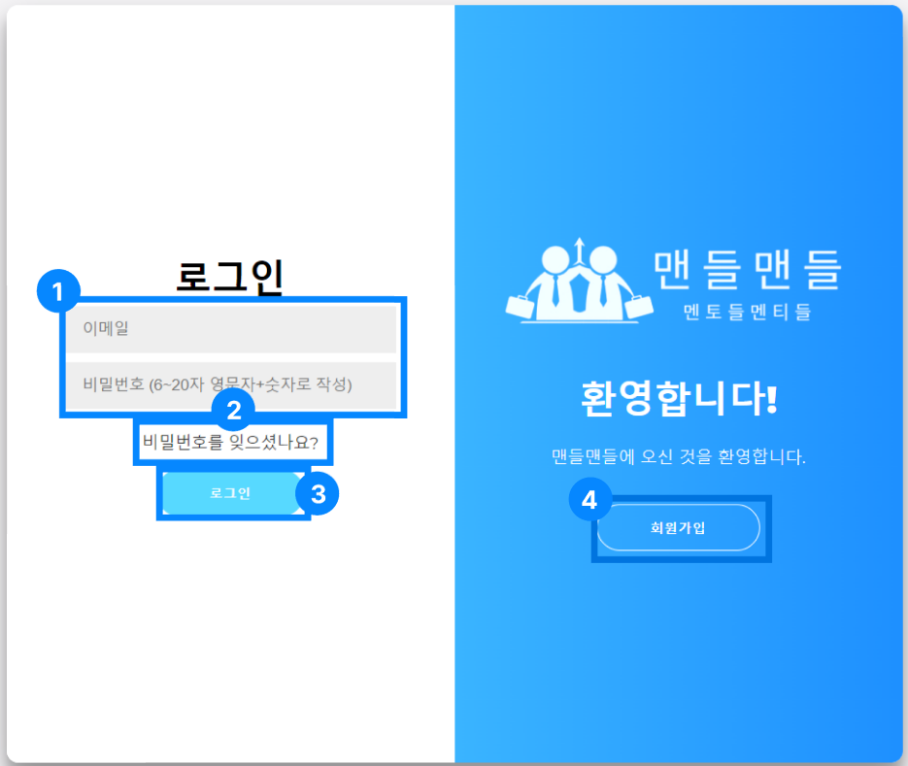 로그인
1
이메일
비밀번호 (6~20자 영문자+숫자로 작성)
2
비밀번호를 잊으셨나요?
로그인
3
맨들맨들
멘토들멘티들
환영합니다!
맨들맨들에 오신 것을 환영합니다.
4
회원가입